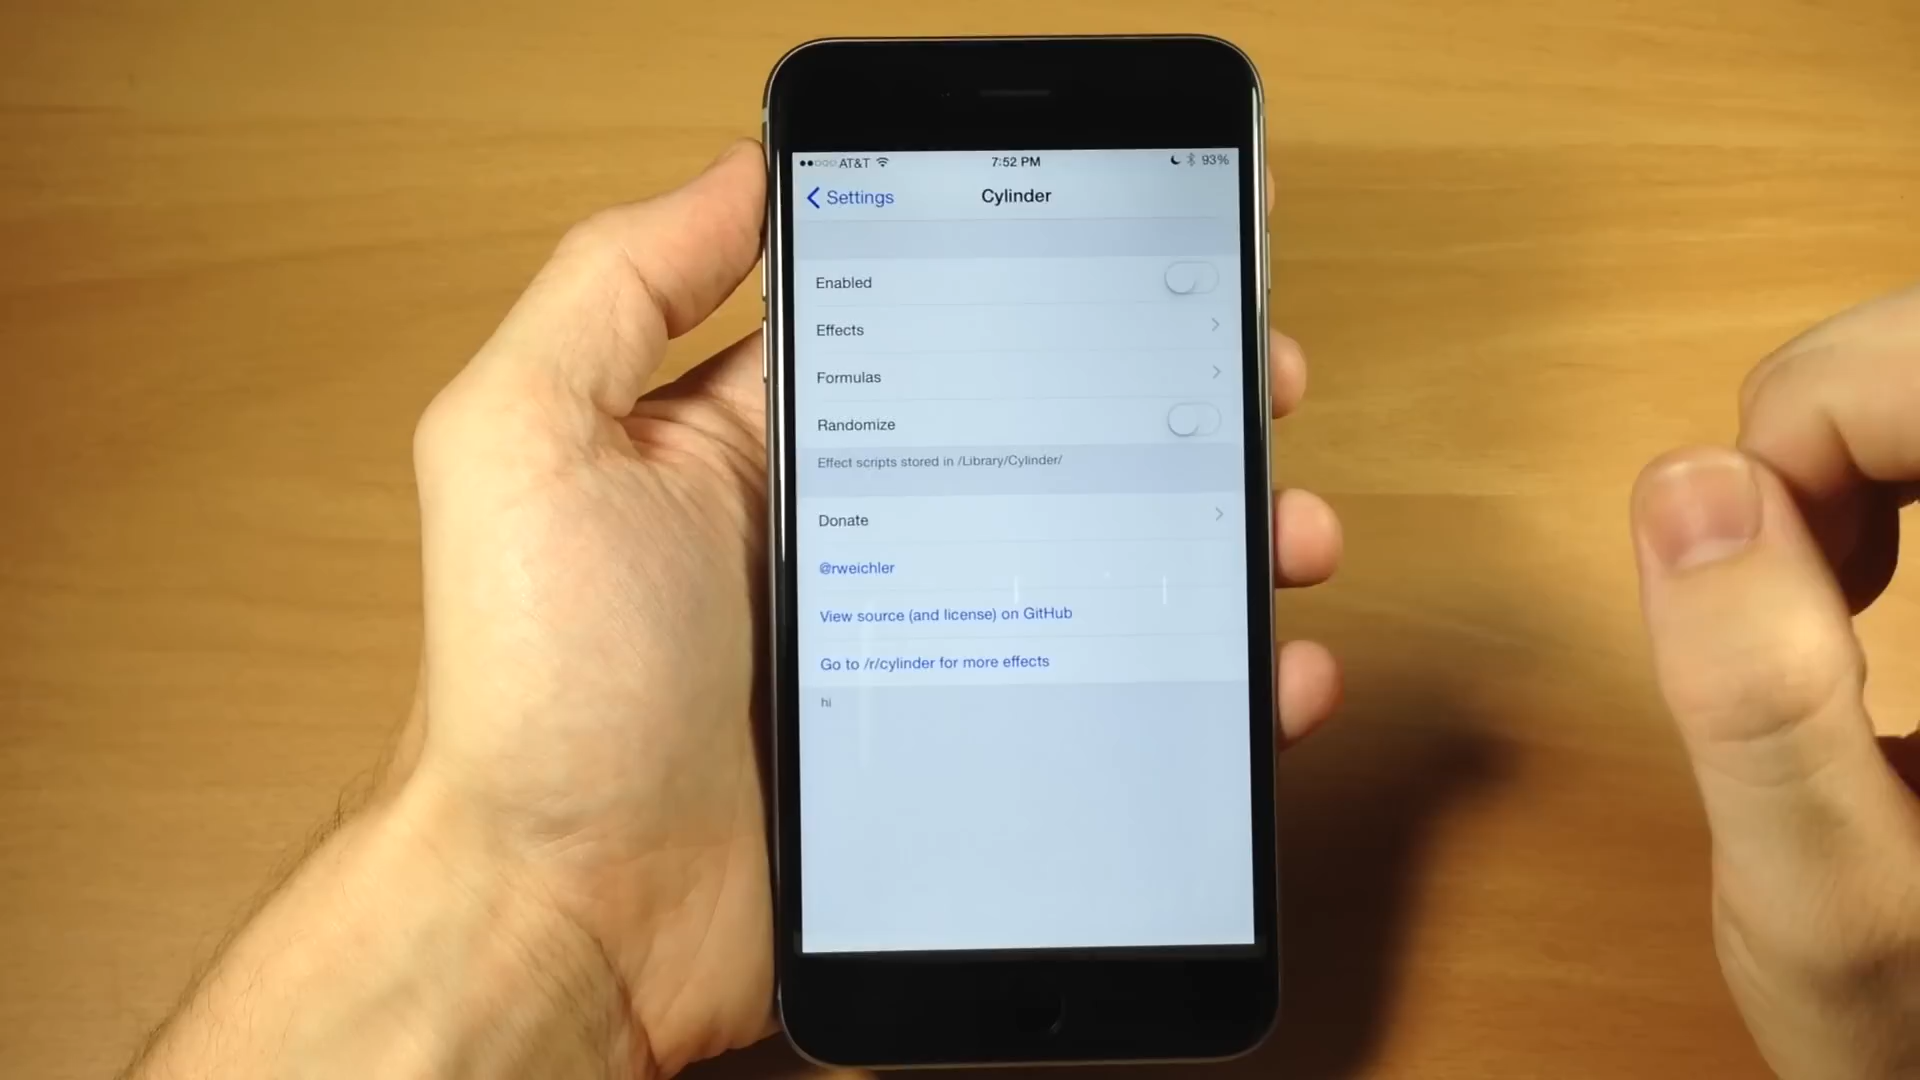 AT&T 7:52 PM 93%
Settings Cylinder
Enabled
Effects
Formulas
Randomize
Effect scripts stored in /Library/Cylinder/
Donate
@rweichler
View source (and license) on GitHub
Go to /r/cylinder for more effects
hi